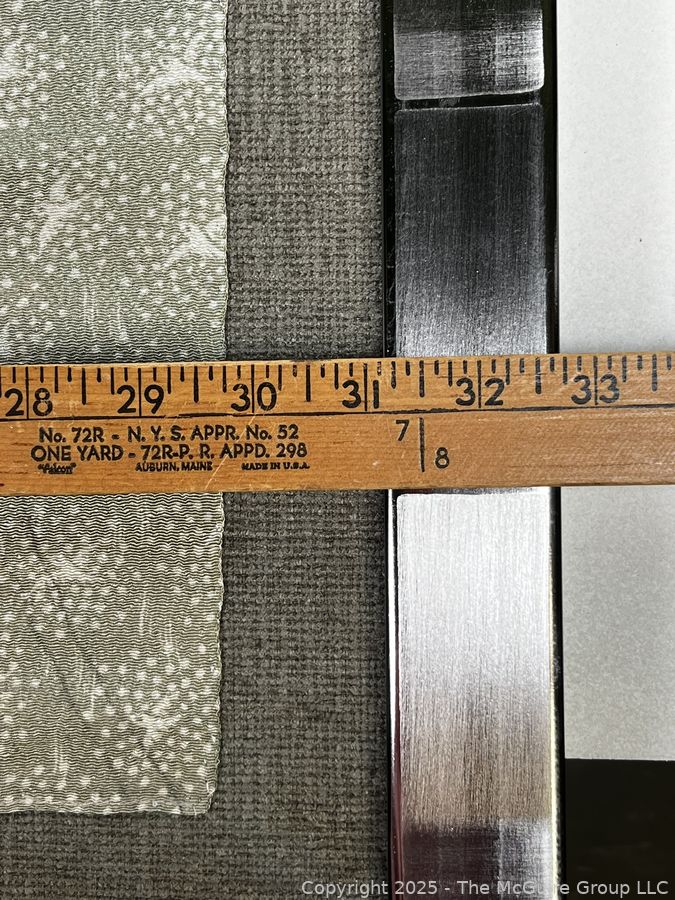 28 29 30 31 32 33
No. 72R - N. Y. S. APPR. No. 52
ONE YARD - 72R-P. R. APPD. 298
"Falcon" AUBURN, MAINE MADE IN U.S.A.
7 8
Copyright 2025 - The McGuire Group LLC